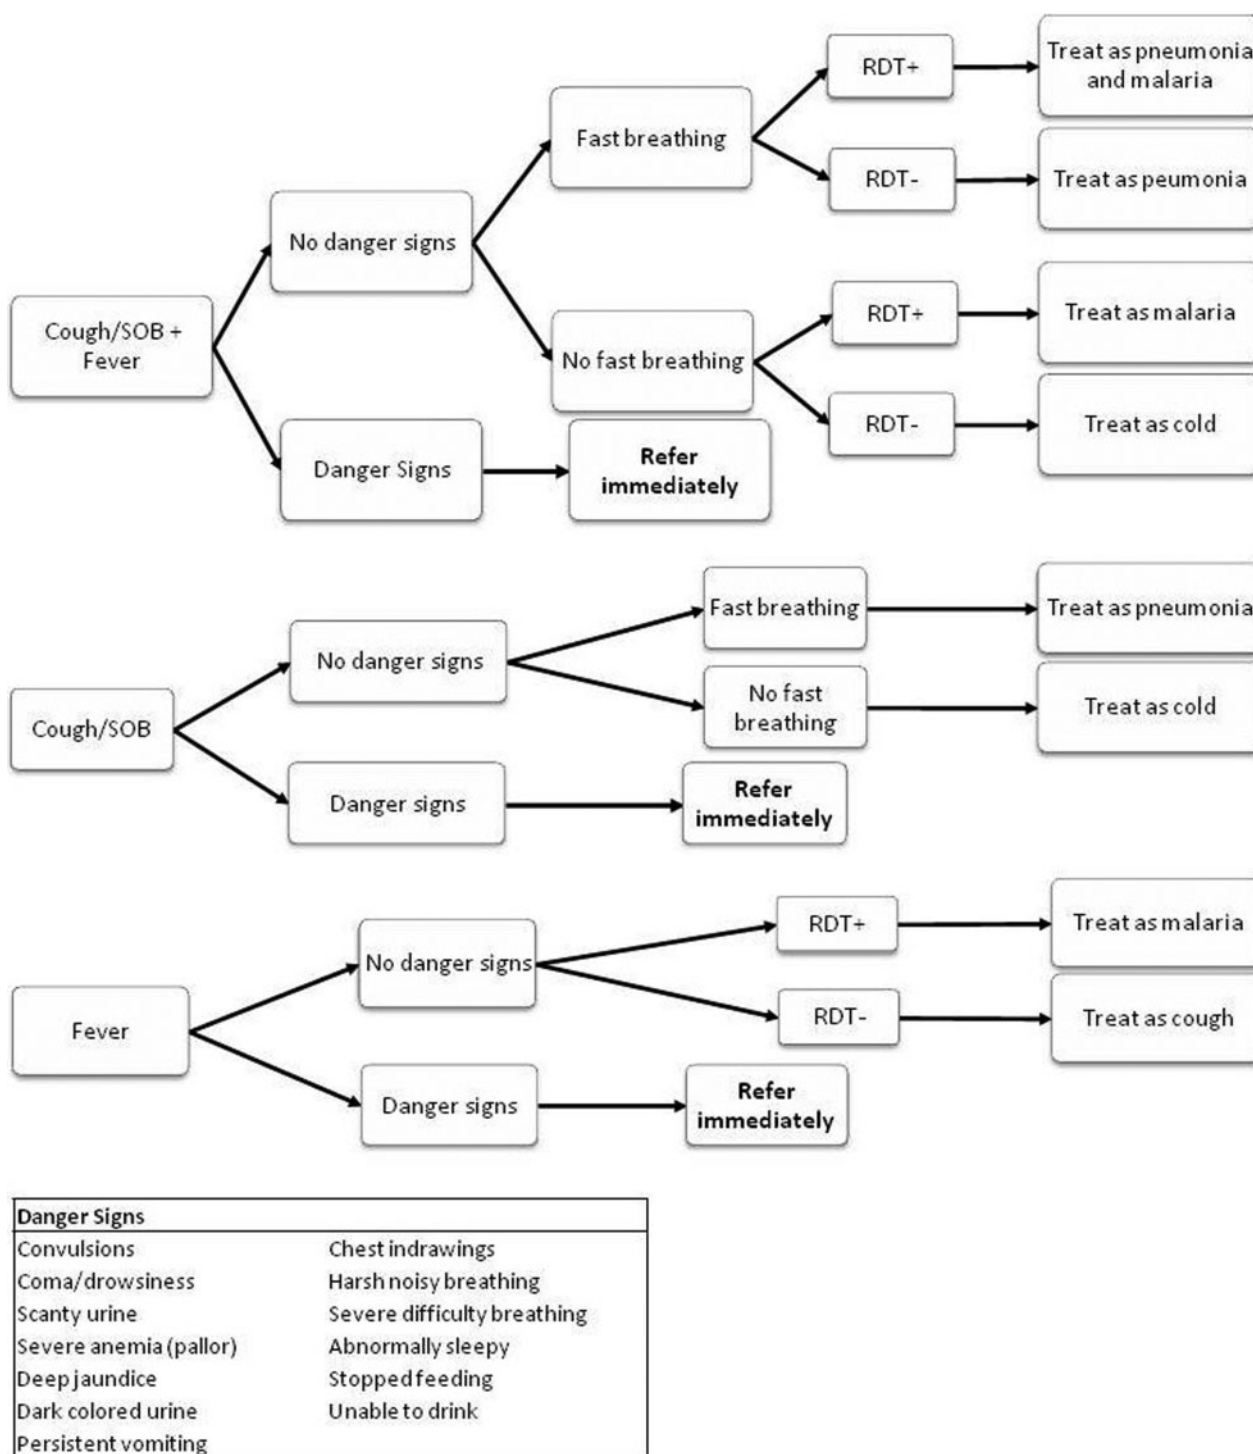 Cough/SOB +
Fever
No danger signs
Danger Signs
Refer
immediately
Fast breathing
No fast breathing
RDT+
RDT-
RDT+
RDT-
Treat as pneumonia
and malaria
Treat as peumonia
Treat as malaria
Treat as cold
Cough/SOB
No danger signs
Danger signs
Refer
immediately
Fast breathing
No fast
breathing
Treat as pneumonia
Treat as cold
Fever
No danger signs
Danger signs
Refer
immediately
RDT+
RDT-
Treat as malaria
Treat as cough
Danger Signs
Convulsions Chest indrawings
Coma/drowsiness Harsh noisy breathing
Scanty urine Severe difficulty breathing
Severe anemia (pallor) Abnormally sleepy
Deep jaundice Stopped feeding
Dark colored urine Unable to drink
Persistent vomiting